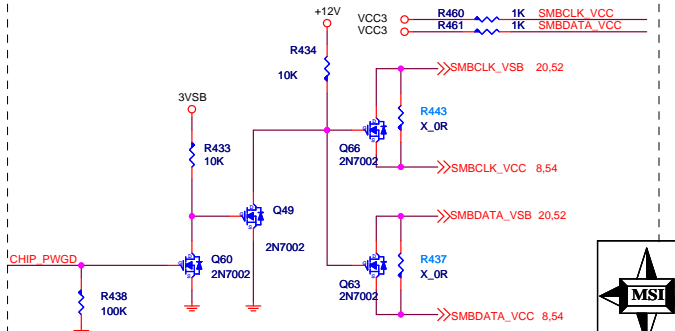 +12V
VCC3 R460 1K SMBCLK_VCC
VCC3 R461 1K SMBDATA_VCC
R434
10K
SMBCLK_VSB 20,52
3VSB
R443
X_0R
R433
10K
Q66
2N7002
SMBCLK_VCC 8,54
Q49
2N7002
SMBDATA_VSB 20,52
CHIP_PWGD
Q60
2N7002
R437
X_0R
Q63
2N7002
R438
100K
SMBDATA_VCC 8,54
MSI